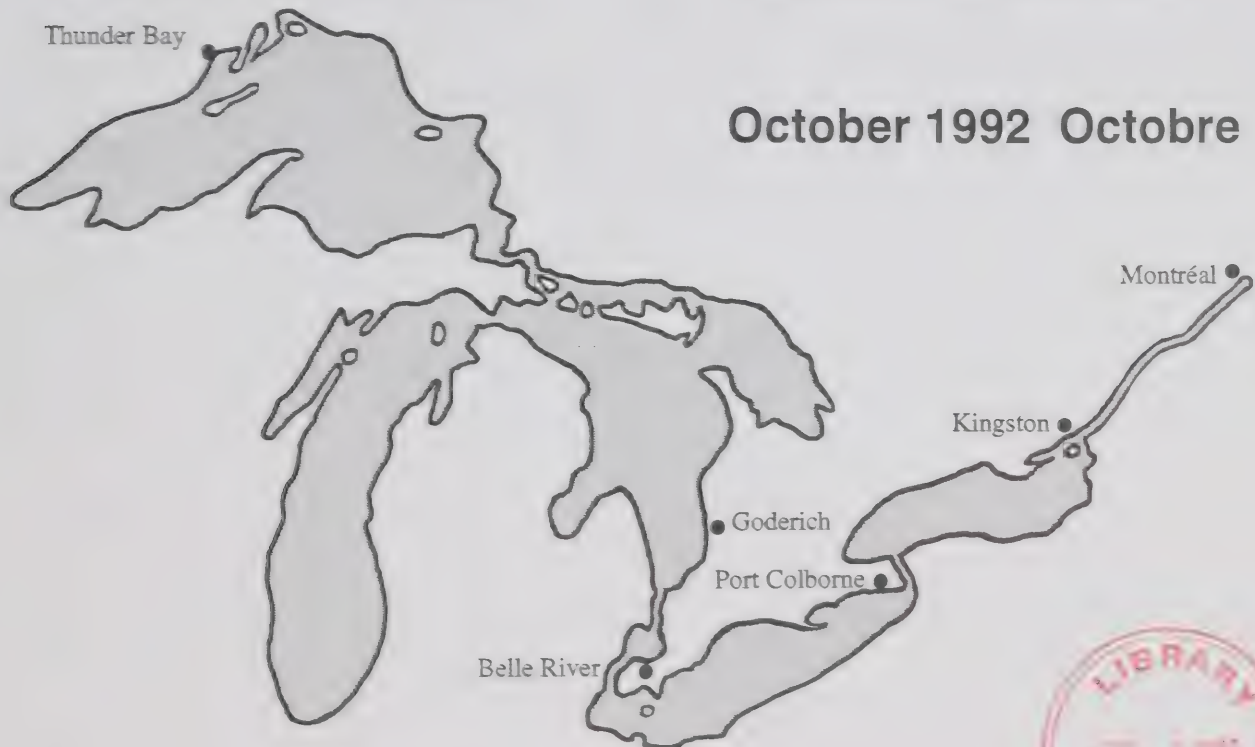 Thunder Bay
October 1992 Octobre
Montréal
Kingston
Goderich
Port Colborne
Belle River
LIBRARY